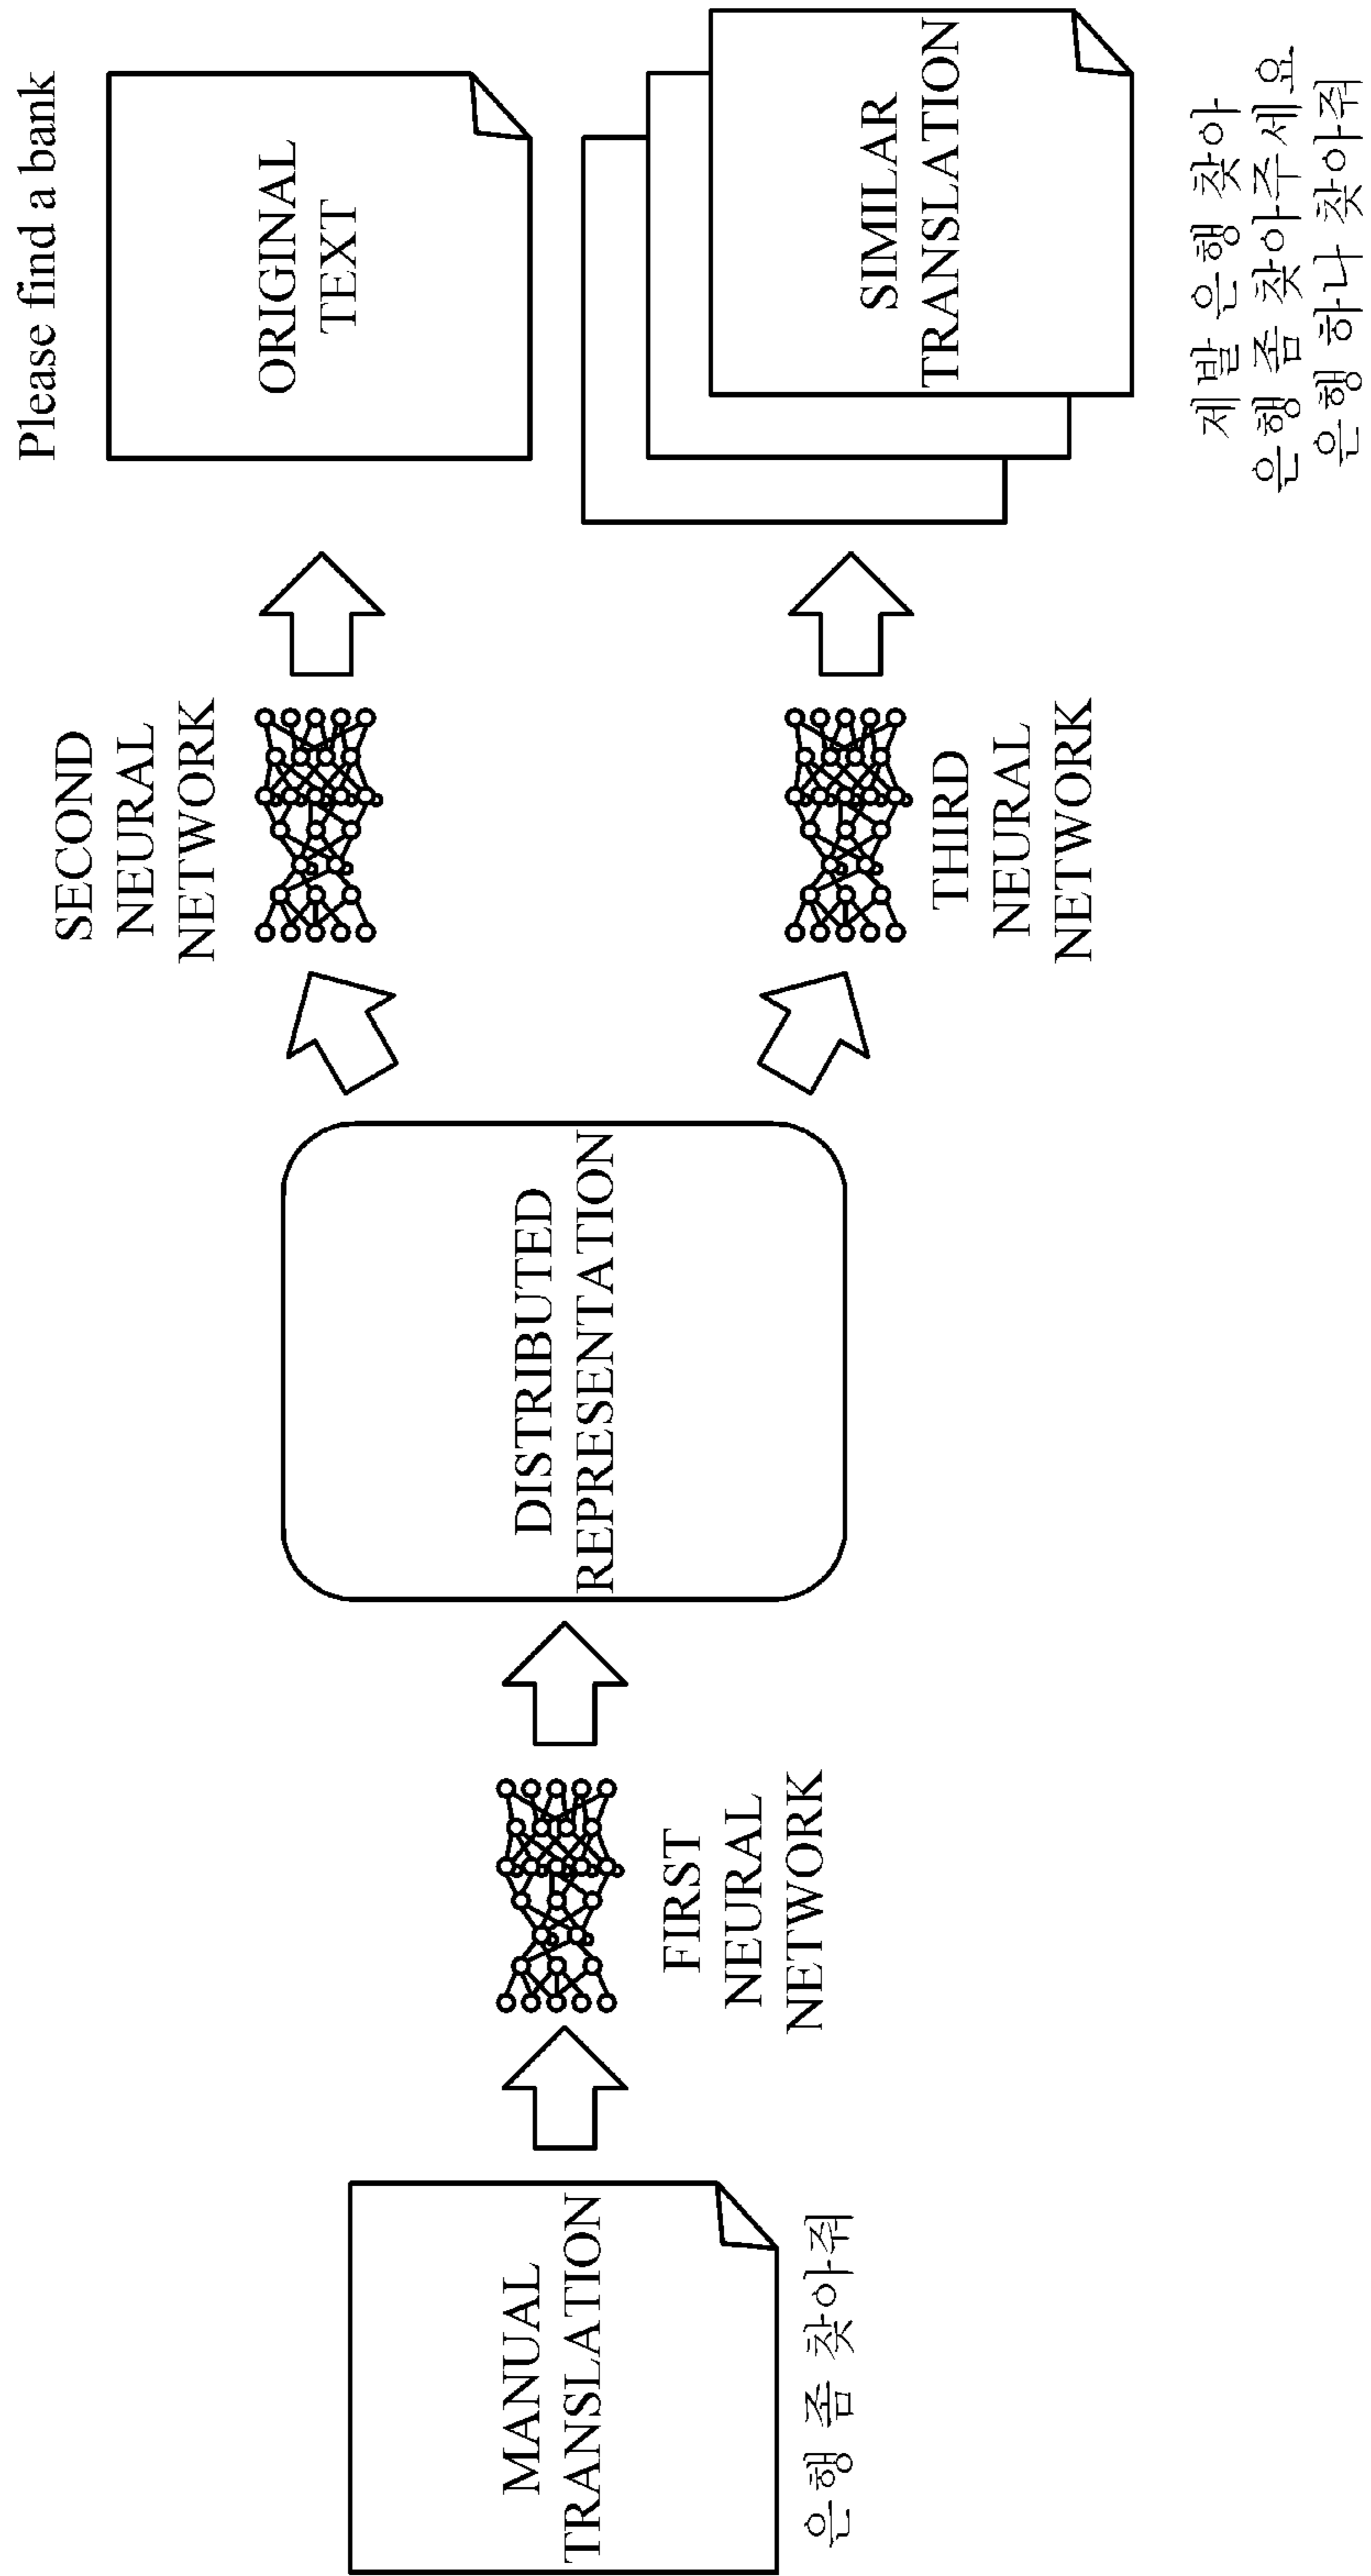 MANUAL
TRANSLATION
은행 좀 찾아줘
FIRST
NEURAL
NETWORK
DISTRIBUTED
REPRESENTATION
SECOND
NEURAL
NETWORK
THIRD
NEURAL
NETWORK
Please find a bank
ORIGINAL
TEXT
SIMILAR
TRANSLATION
제발 은행 찾아
은행 좀 찾아주세요
은행 하나 찾아줘